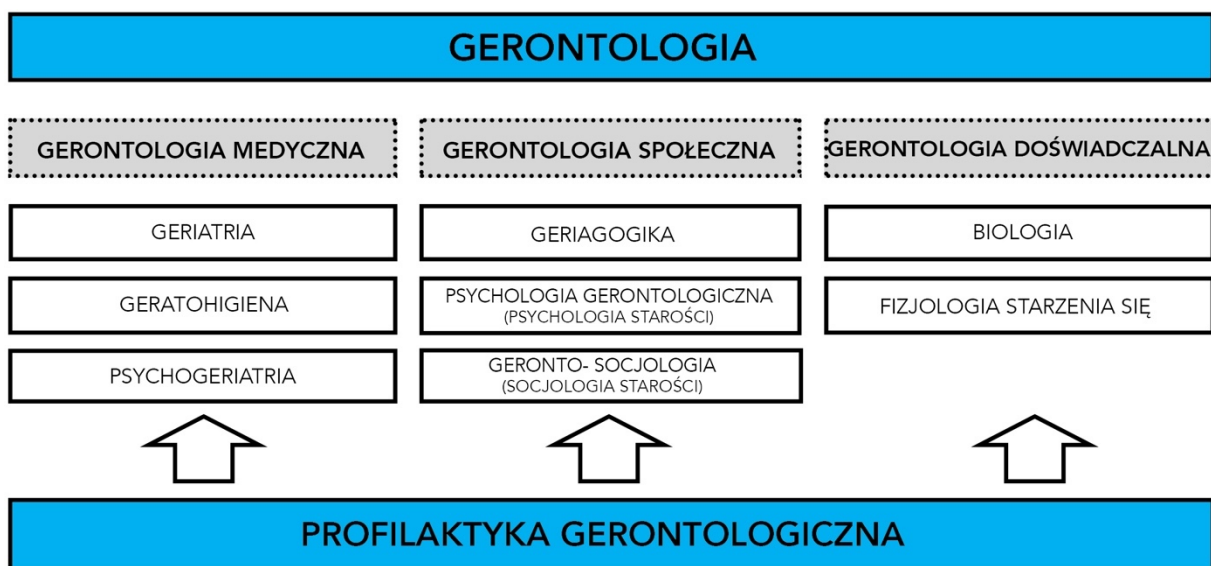 GERONTOLOGIA
GERONTOLOGIA MEDYCZNA
GERIATRIA
GERATOHIGIENA
PSYCHOGERIATRIA
GERONTOLOGIA SPOŁECZNA
GERIAGOGIKA
PSYCHOLOGIA GERONTOLOGICZNA
(PSYCHOLOGIA STAROŚCI)
GERONTO- SOCJOLOGIA
(SOCJOLOGIA STAROŚCI)
GERONTOLOGIA DOŚWIADCZALNA
BIOLOGIA
FIZJOLOGIA STARZENIA SIĘ
PROFILAKTYKA GERONTOLOGICZNA